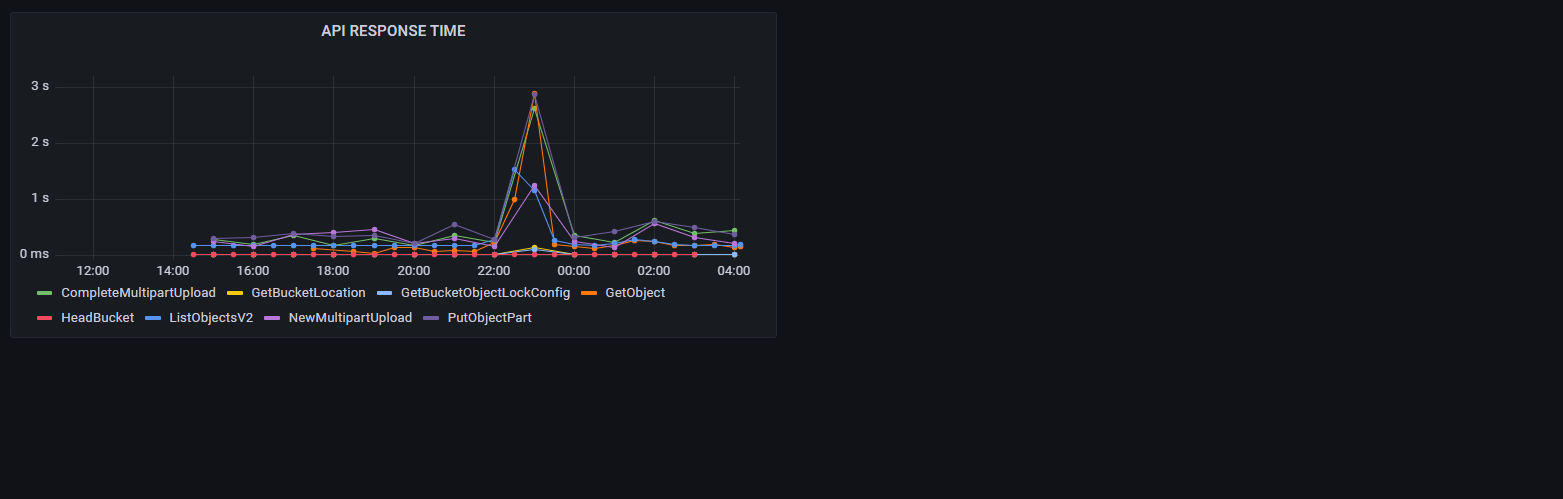 API RESPONSE TIME
3 s
2 s
1 s
0 ms
12:00 14:00 16:00 18:00 20:00 22:00 00:00 02:00 04:00
CompleteMultipartUpload GetBucketLocation GetBucketObjectLockConfig GetObject
HeadBucket ListObjectsV2 NewMultipartUpload PutObjectPart